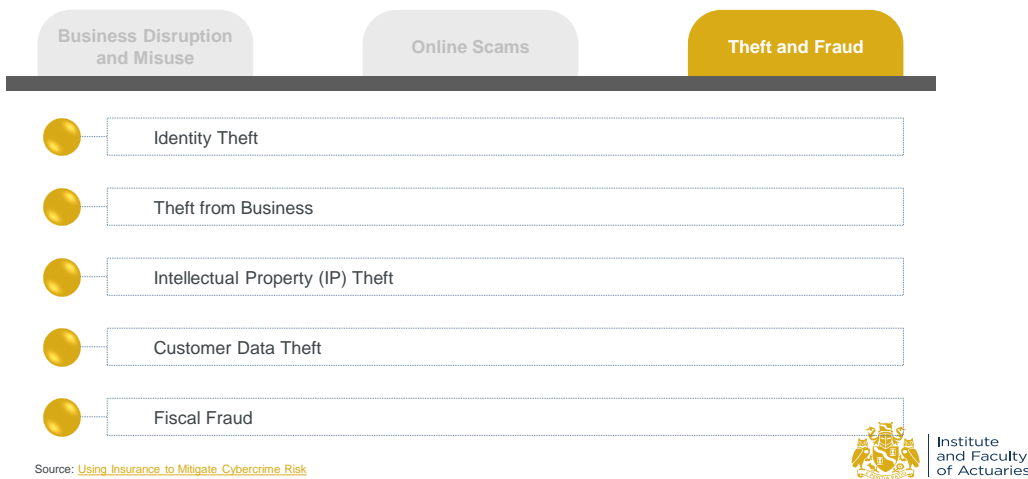 Business Disruption
and Misuse
Online Scams
Theft and Fraud
Identity Theft
Theft from Business
Intellectual Property (IP) Theft
Customer Data Theft
Fiscal Fraud
Source: Using Insurance to Mitigate Cybercrime Risk
Institute
and Faculty
of Actuaries